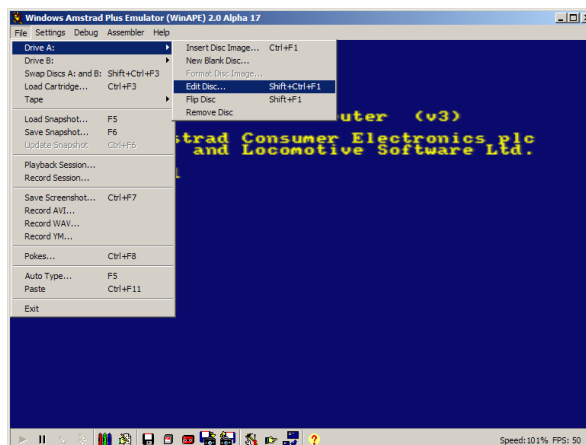 Windows Amstrad Plus Emulator (WinAPE) 2.0 Alpha 17
File Settings Debug Assembler Help
Drive A:
Drive B:
Swap Discs A: and B: Shift+Ctrl+F3
Load Cartridge... Ctrl+F3
Tape
Load Snapshot... F5
Save Snapshot... F6
Update Snapshot Ctrl+F6
Playback Session...
Record Session...
Save Screenshot... Ctrl+F7
Record AVI...
Record WAV...
Record YM...
Pokes... Ctrl+F8
Auto Type... F5
Paste Ctrl+F11
Exit
Insert Disc Image... Ctrl+F1
New Blank Disc...
Format Disc Image...
Edit Disc... Shift+Ctrl+F1
Flip Disc Shift+F1
Remove Disc
uter (v3)
strad Consumer Electronics plc
and Locomotive Software Ltd.
Speed:101% FPS: 50